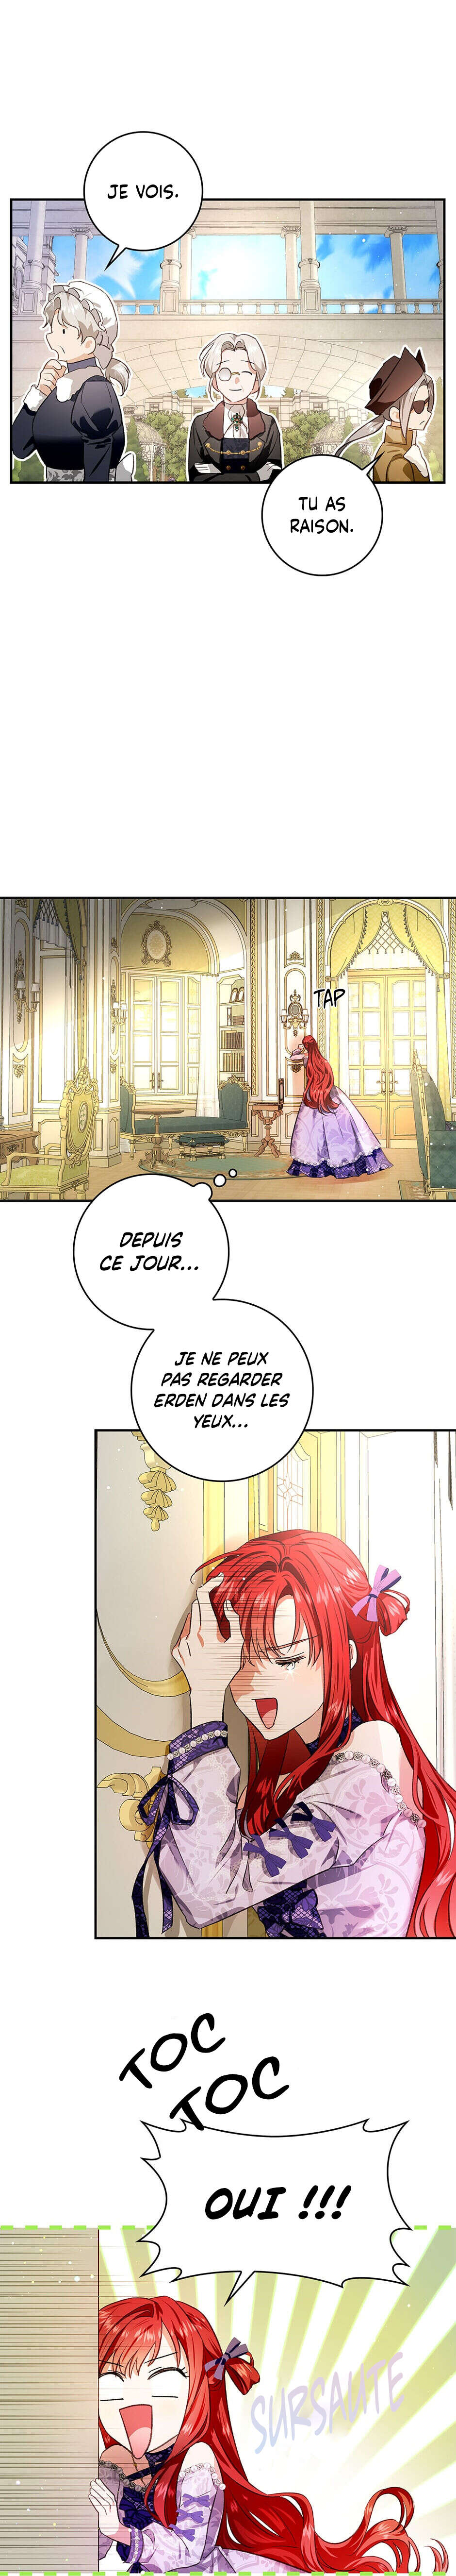 JE VOIS.
TU AS
RAISON.
TAP
DEPUIS
CE JOUR...
JE NE PEUX
PAS REGARDER
ERDEN DANS LES
YEUX...
TOC
TOC
OUI !!!
SURSAUTE